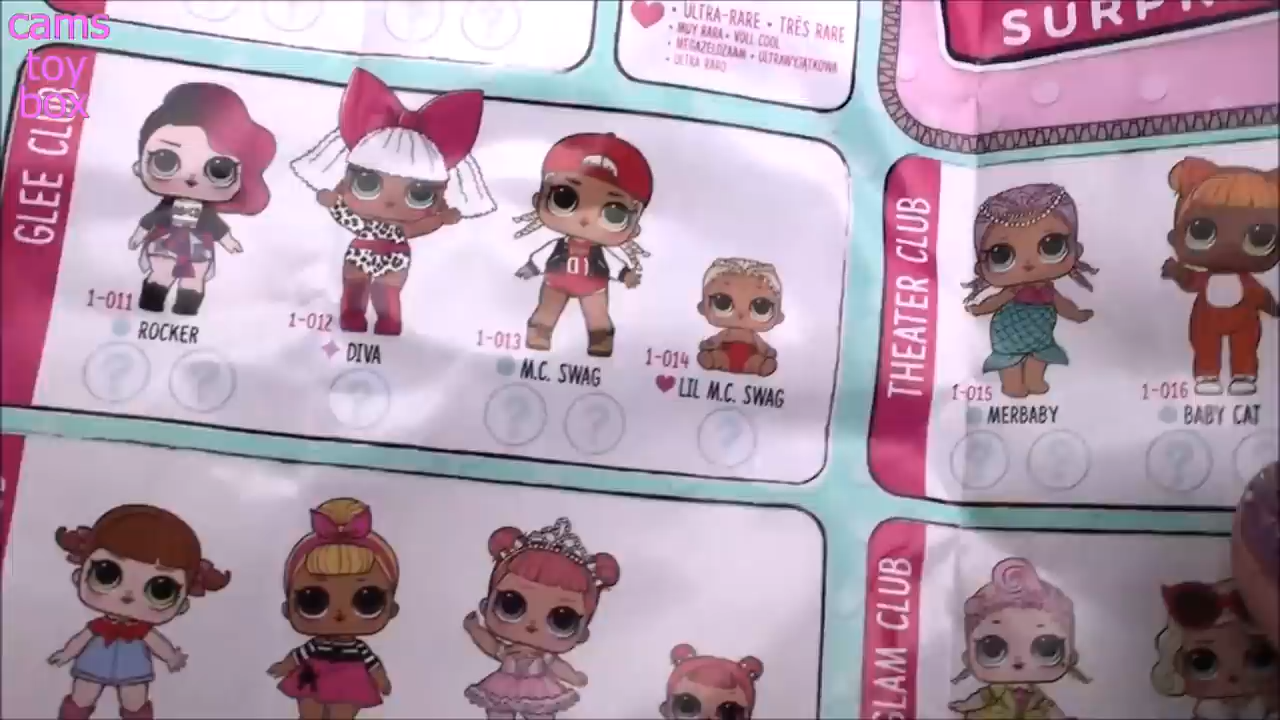 cams
toy
box
• ULTRA-RARE • TRÈS RARE
• MUY RARA • VOLL COOL
• MEGAZELDZAAM • ULTRAWYJĄTKOWA
• ULTRA RARO
SURPR
GLEE CLUB
1-011
ROCKER
? ?
1-012
DIVA
?
1-013
M.C. SWAG
? ?
1-014
LIL M.C. SWAG
?
THEATER CLUB
1-015
MERBABY
? ?
1-016
BABY CAT
?
GLAM CLUB